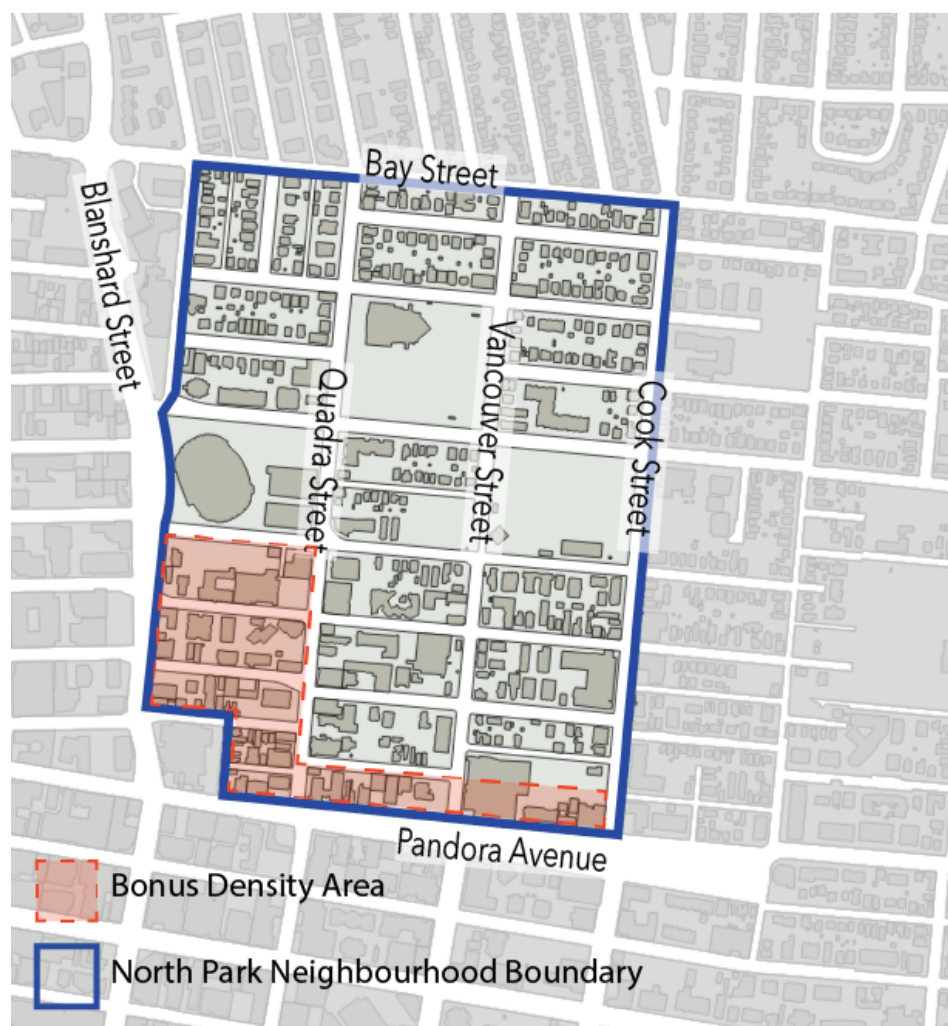 Bay Street
Blanshard Street
Vancouver Street
Quadra Street
Cook Street
Pandora Avenue
Bonus Density Area
North Park Neighbourhood Boundary